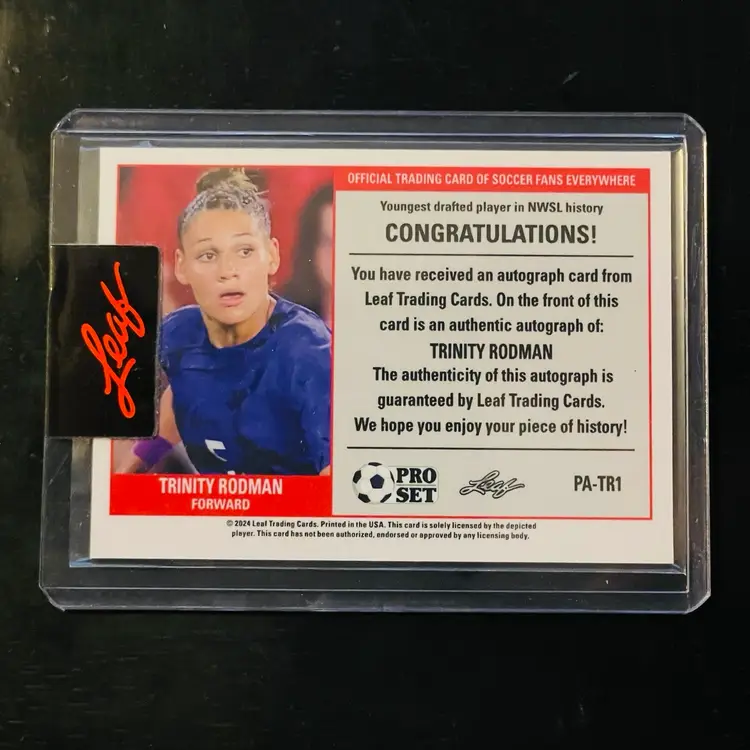 OFFICIAL TRADING CARD OF SOCCER FANS EVERYWHERE
Youngest drafted player in NWSL history
CONGRATULATIONS!
You have received an autograph card from
Leaf Trading Cards. On the front of this
card is an authentic autograph of:
TRINITY RODMAN
The authenticity of this autograph is
guaranteed by Leaf Trading Cards.
We hope you enjoy your piece of history!
Leaf
TRINITY RODMAN
FORWARD
PRO
SET
Leaf
PA-TR1
© 2024 Leaf Trading Cards. Printed in the USA. This card is solely licensed by the depicted
player. This card has not been authorized, endorsed or approved by any licensing body.